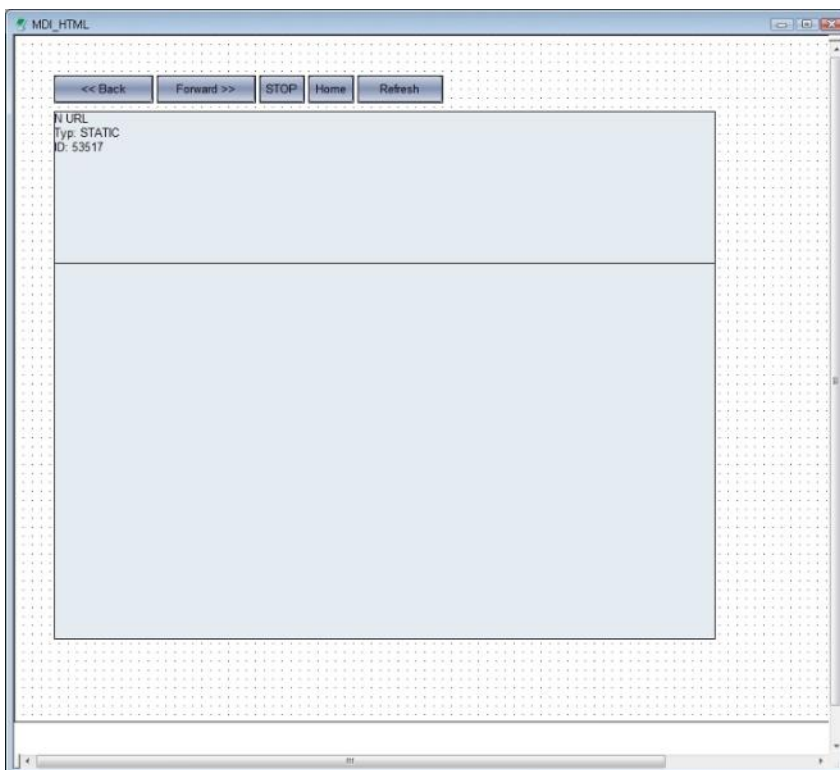 MDI_HTML
<< Back Forward >> STOP Home Refresh
N URL
Typ: STATIC
ID: 53517